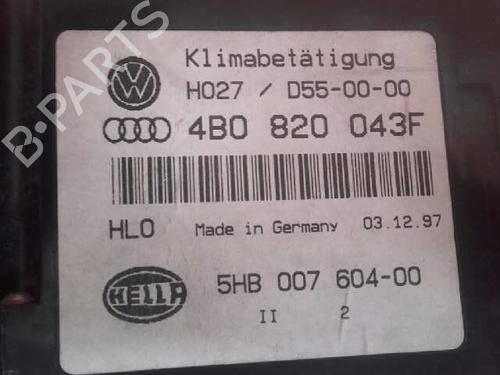 Klimabetätigung
H027 / D55-00-00
4B0 820 043F
HLO Made in Germany 03.12.97
HELLA 5HB 007 604-00
II 2
B-PARTS